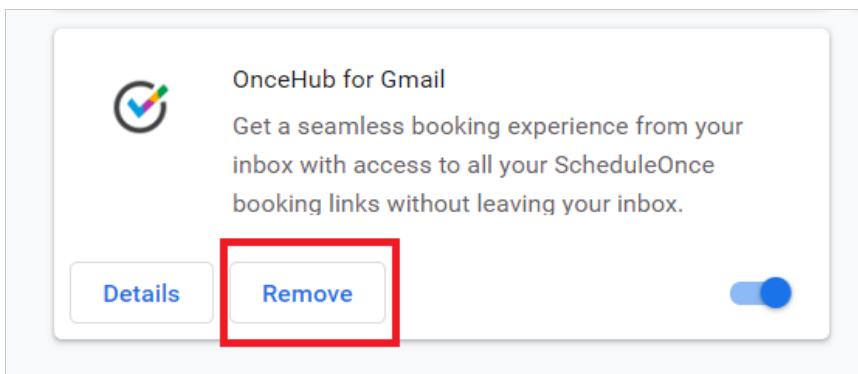 OnceHub for Gmail
Get a seamless booking experience from your
inbox with access to all your ScheduleOnce
booking links without leaving your inbox.
Details
Remove